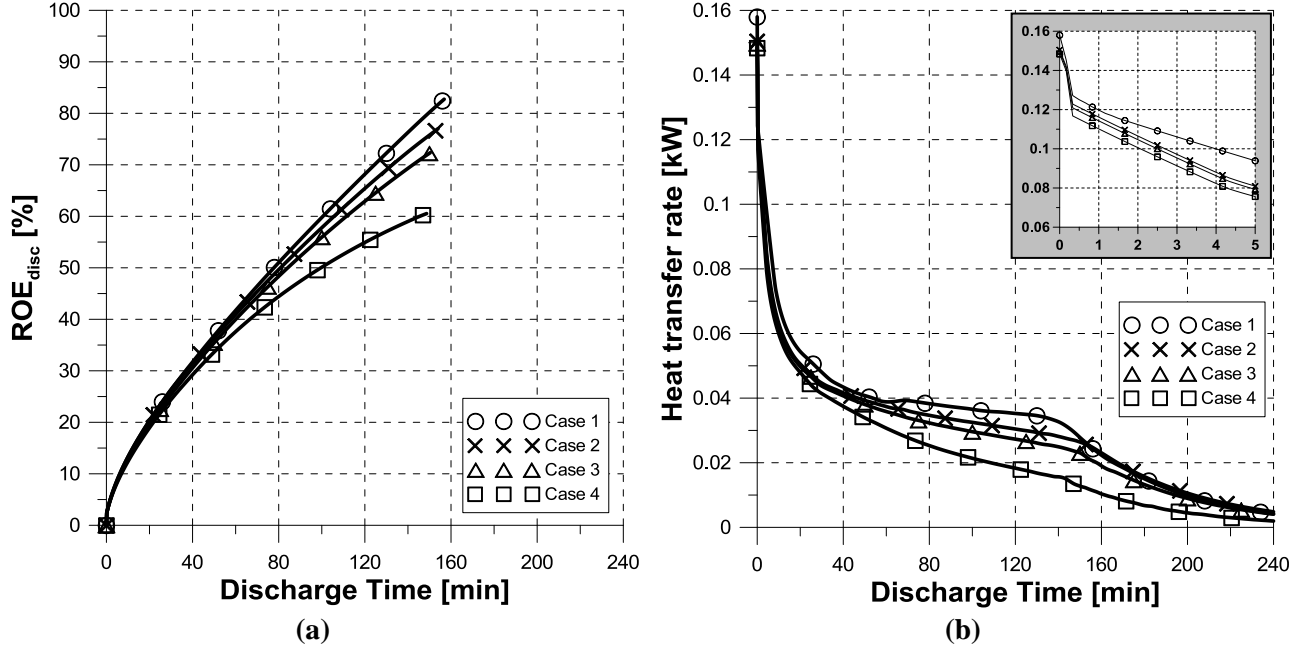 100
90
80
70
60
50
40
30
20
10
0
ROEdisc [%]
0 40 80 120 160 200 240
Discharge Time [min]
Case 1
Case 2
Case 3
Case 4
(a)
0.16
0.14
0.12
0.1
0.08
0.06
0.04
0.02
0
Heat transfer rate [kW]
0 40 80 120 160 200 240
Discharge Time [min]
0.16
0.14
0.12
0.1
0.08
0.06
0 1 2 3 4 5
Case 1
Case 2
Case 3
Case 4
(b)